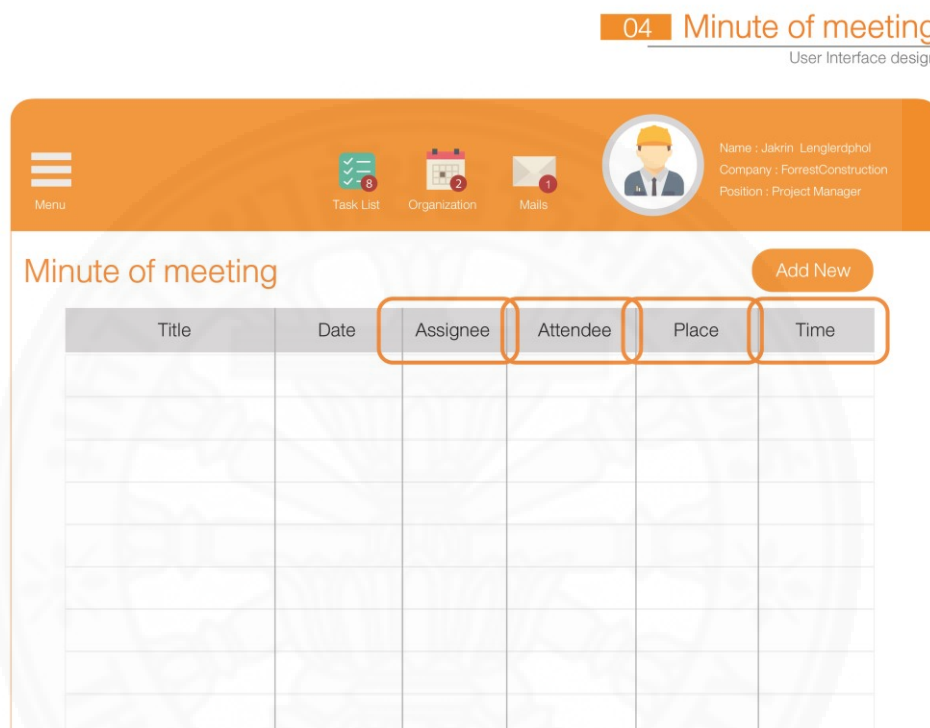 04 Minute of meeting
User Interface design
Menu
8
Task List
2
Organization
1
Mails
Name : Jakrin Lenglerdphol
Company : ForrestConstruction
Position : Project Manager
Minute of meeting
Add New
Title Date Assignee Attendee Place Time